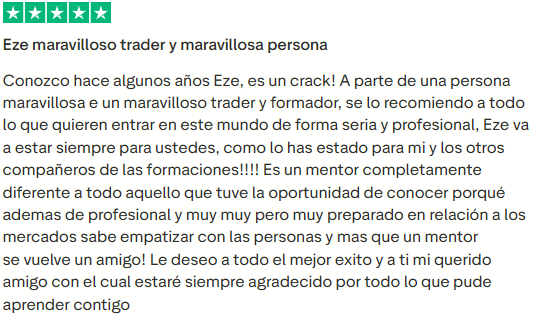 Eze maravilloso trader y maravillosa persona
Conozco hace algunos años Eze, es un crack! A parte de una persona
maravillosa e un maravilloso trader y formador, se lo recomiendo a todo
lo que quieren entrar en este mundo de forma seria y profesional, Eze va
a estar siempre para ustedes, como lo has estado para mi y los otros
compañeros de las formaciones!!!! Es un mentor completamente
diferente a todo aquello que tuve la oportunidad de conocer porqué
ademas de profesional y muy muy pero muy preparado en relación a los
mercados sabe empatizar con las personas y mas que un mentor
se vuelve un amigo! Le deseo a todo el mejor exito y a ti mi querido
amigo con el cual estaré siempre agradecido por todo lo que pude
aprender contigo